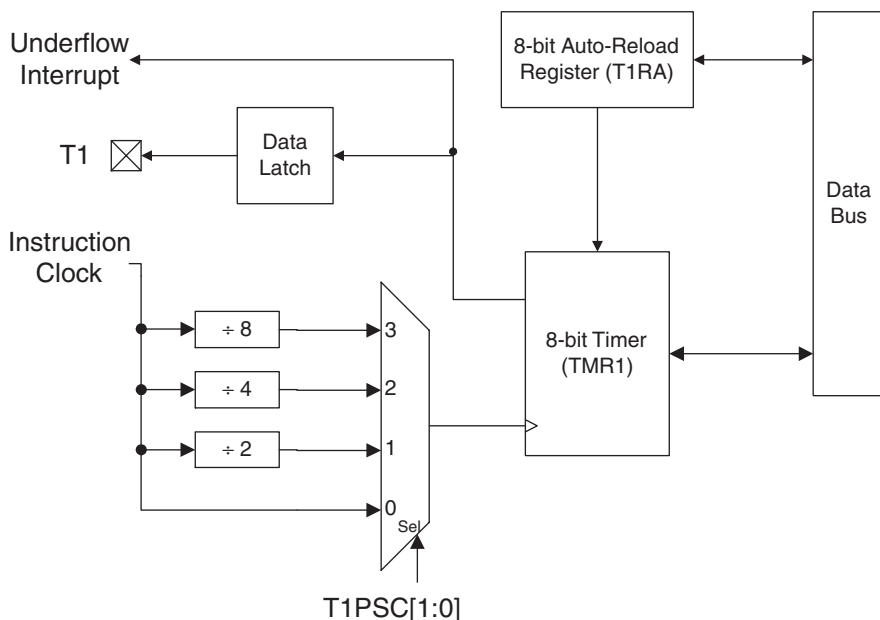 Underflow
Interrupt
8-bit Auto-Reload
Register (T1RA)
T1
Data
Latch
Data
Bus
Instruction
Clock
÷ 8
3
8-bit Timer
(TMR1)
÷ 4
2
÷ 2
1
0
Sel
T1PSC[1:0]